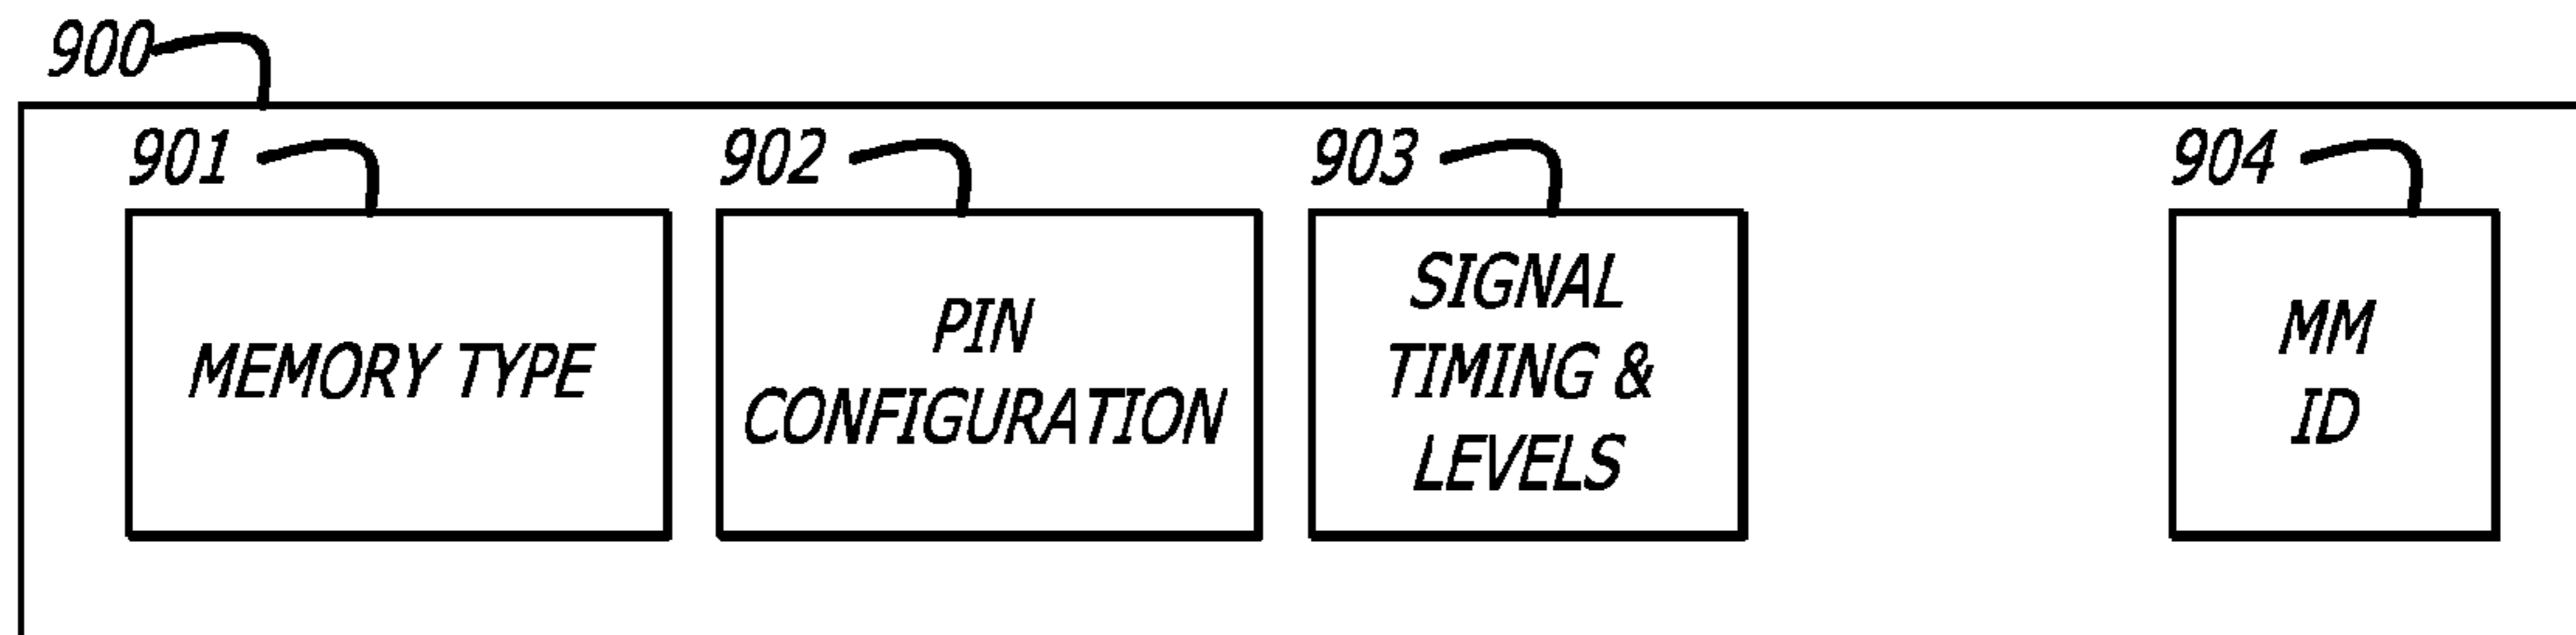 900
901
902
903
904
MEMORY TYPE
PIN
CONFIGURATION
SIGNAL
TIMING &
LEVELS
MM
ID